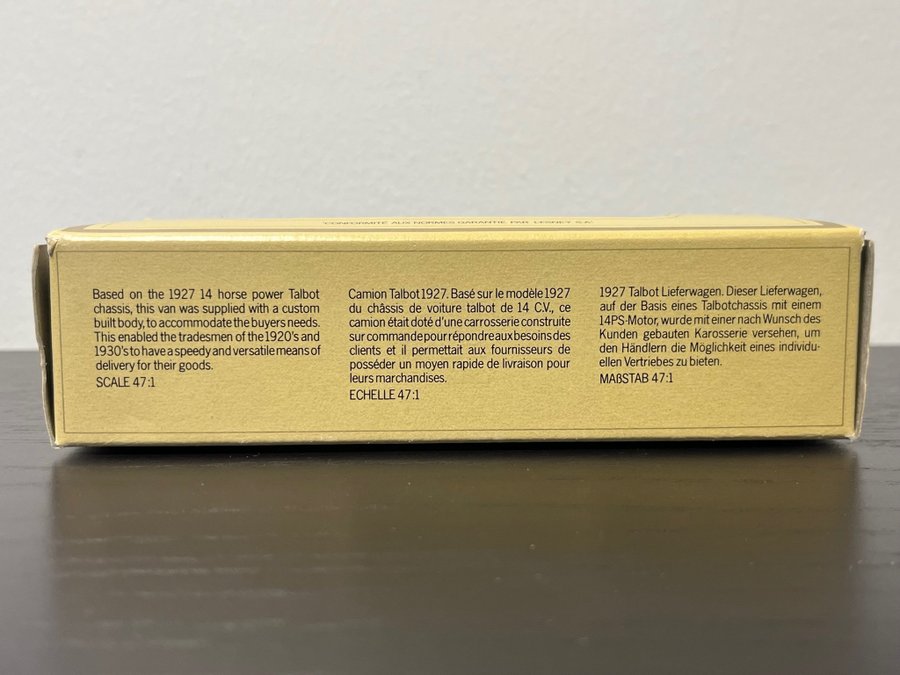 CONFORMITE AUX NORMES GARANTIE PAR LESNEY S.A.
Based on the 1927 14 horse power Talbot
chassis, this van was supplied with a custom
built body, to accommodate the buyers needs.
This enabled the tradesmen of the 1920's and
1930's to have a speedy and versatile means of
delivery for their goods.
SCALE 47:1
Camion Talbot 1927. Basé sur le modèle 1927
du châssis de voiture talbot de 14 C.V., ce
camion était doté d'une carrosserie construite
sur commande pour répondre aux besoins des
clients et il permettait aux fournisseurs de
posséder un moyen rapide de livraison pour
leurs marchandises.
ECHELLE 47:1
1927 Talbot Lieferwagen. Dieser Lieferwagen,
auf der Basis eines Talbotchassis mit einem
14PS-Motor, wurde mit einer nach Wunsch des
Kunden gebauten Karosserie versehen, um
den Händlern die Möglichkeit eines individu-
ellen Vertriebes zu bieten.
MAßSTAB 47:1